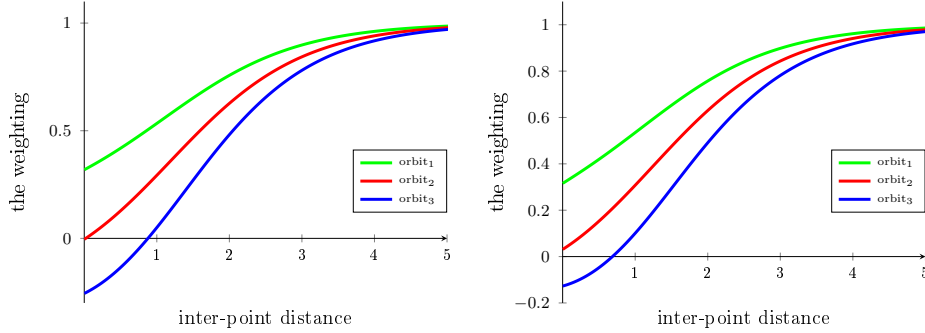 1
0.5
0
1
2
3
4
5
the weighting
inter-point distance
orbit₁
orbit₂
orbit₃
1
0.8
0.6
0.4
0.2
0
−0.2
1
2
3
4
5
the weighting
inter-point distance
orbit₁
orbit₂
orbit₃